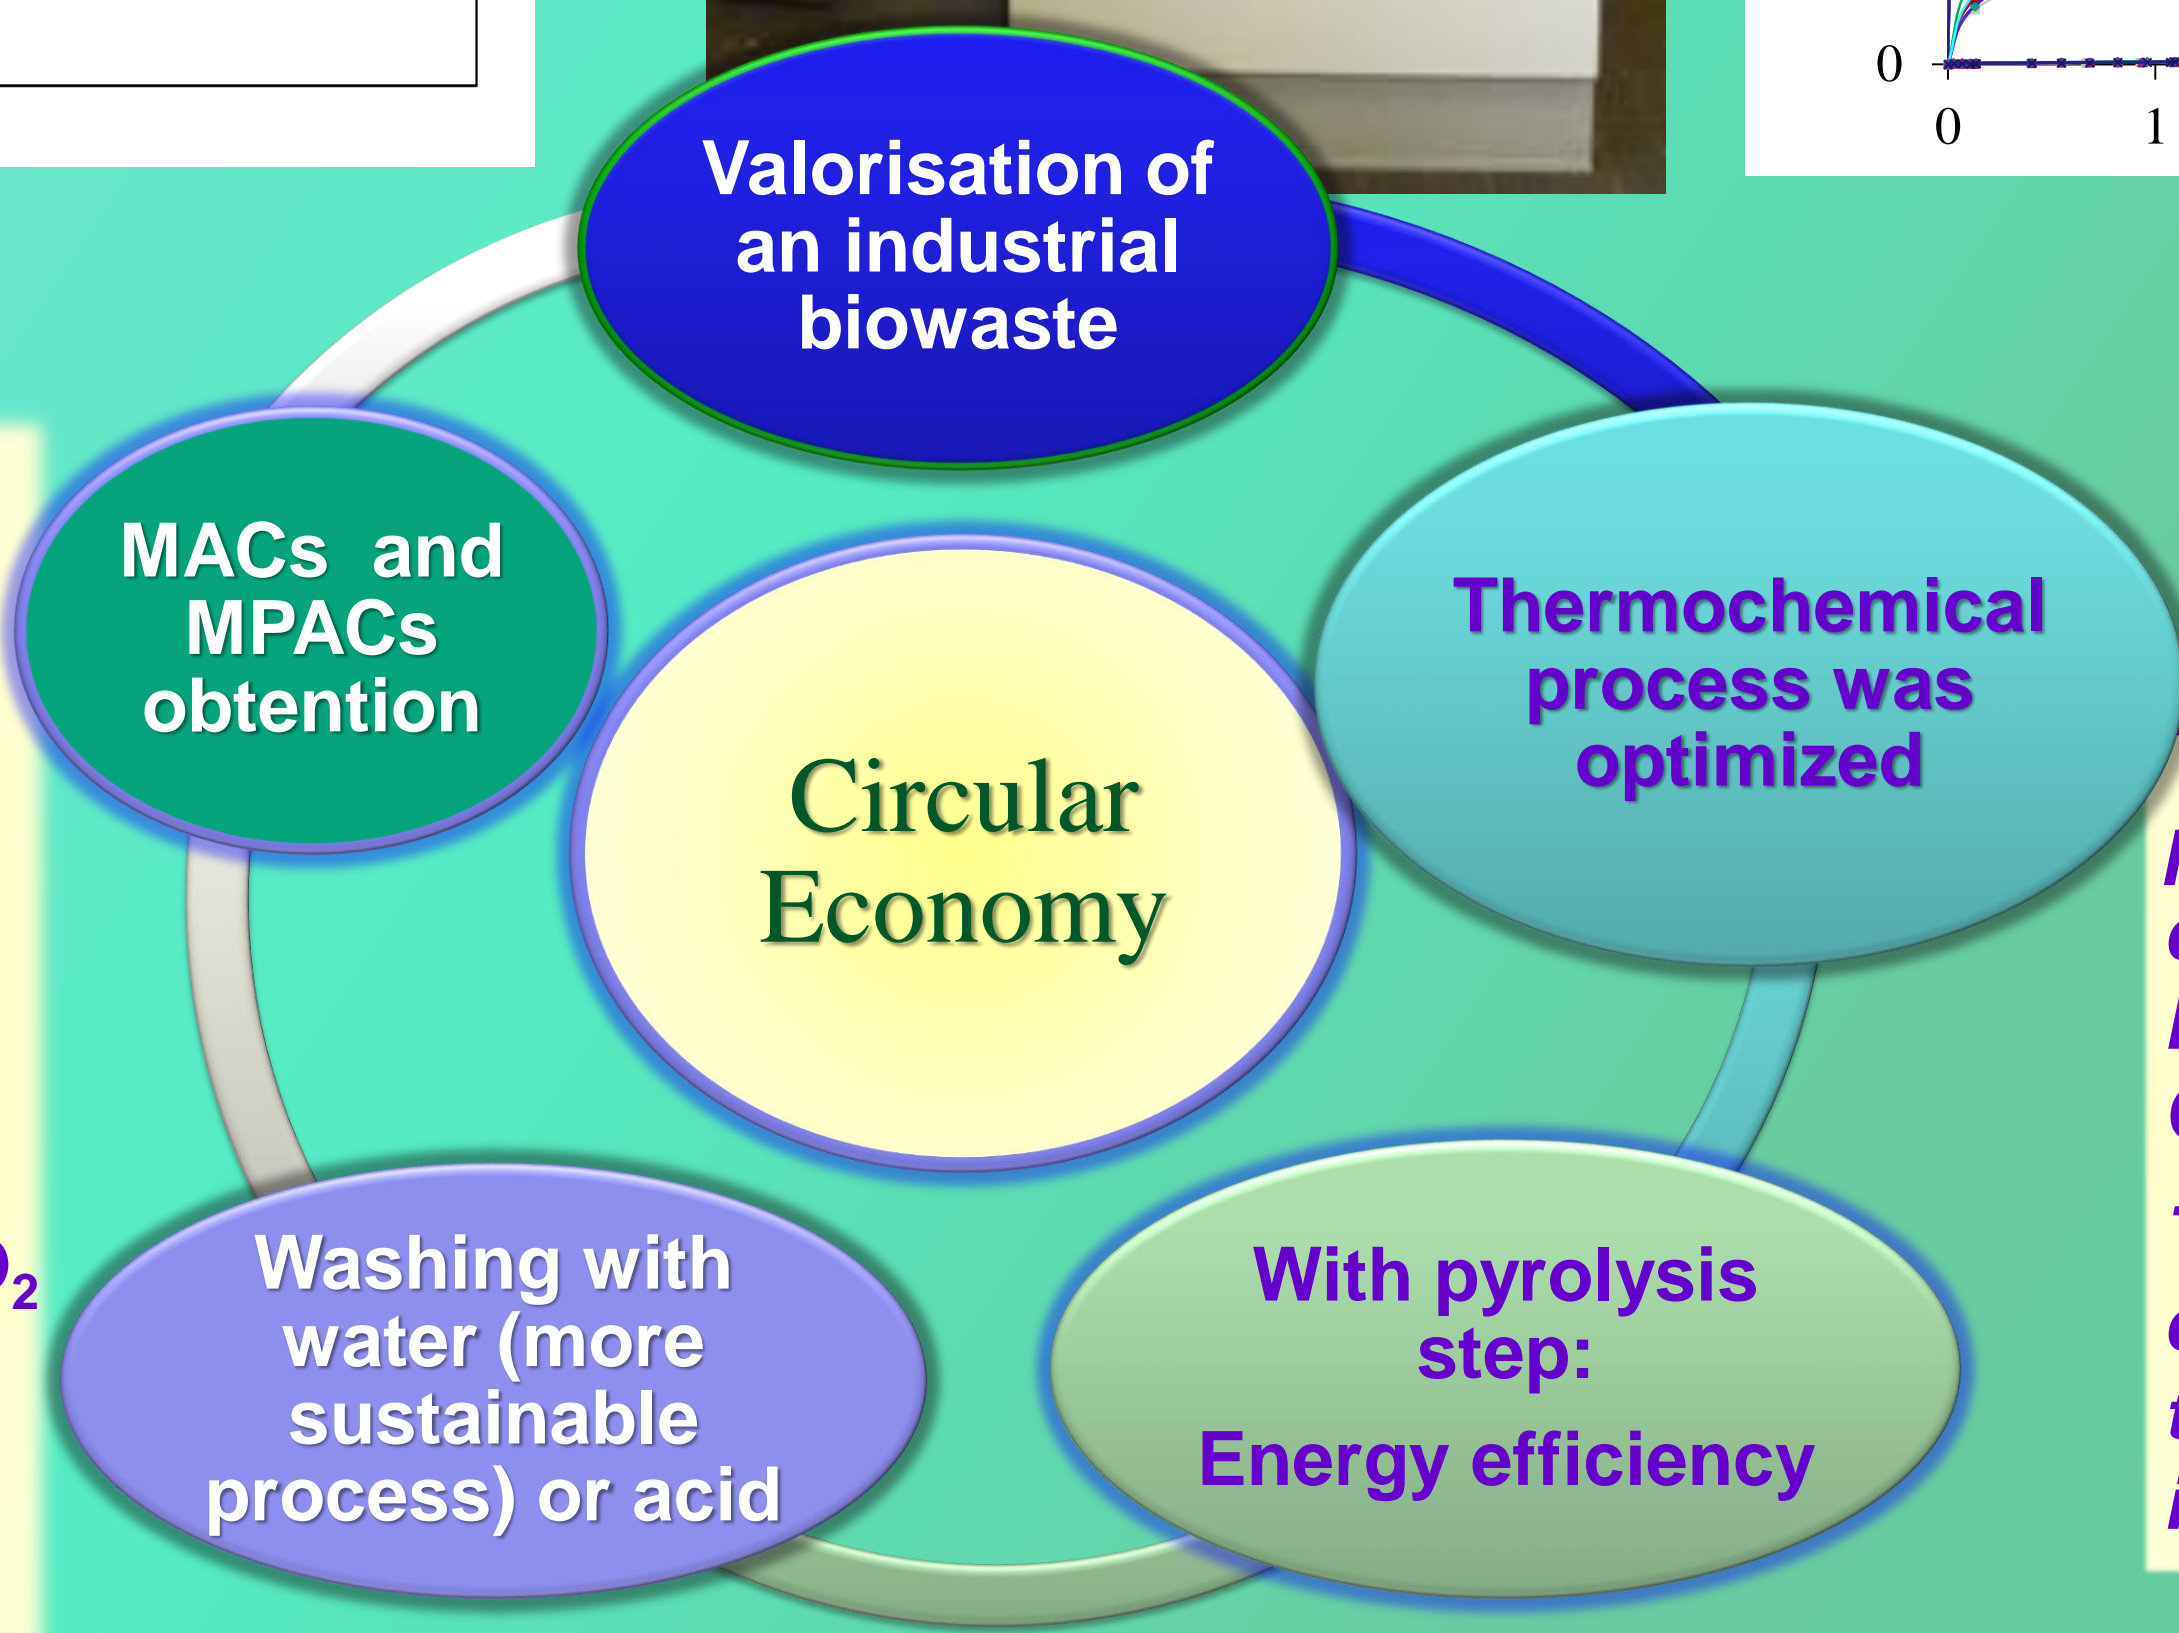 0
0 1
Valorisation of
an industrial
biowaste
MACs and
MPACs
obtention
Thermochemical
process was
optimized
Circular
Economy
Washing with
water (more
sustainable
process) or acid
With pyrolysis
step:
Energy efficiency
2